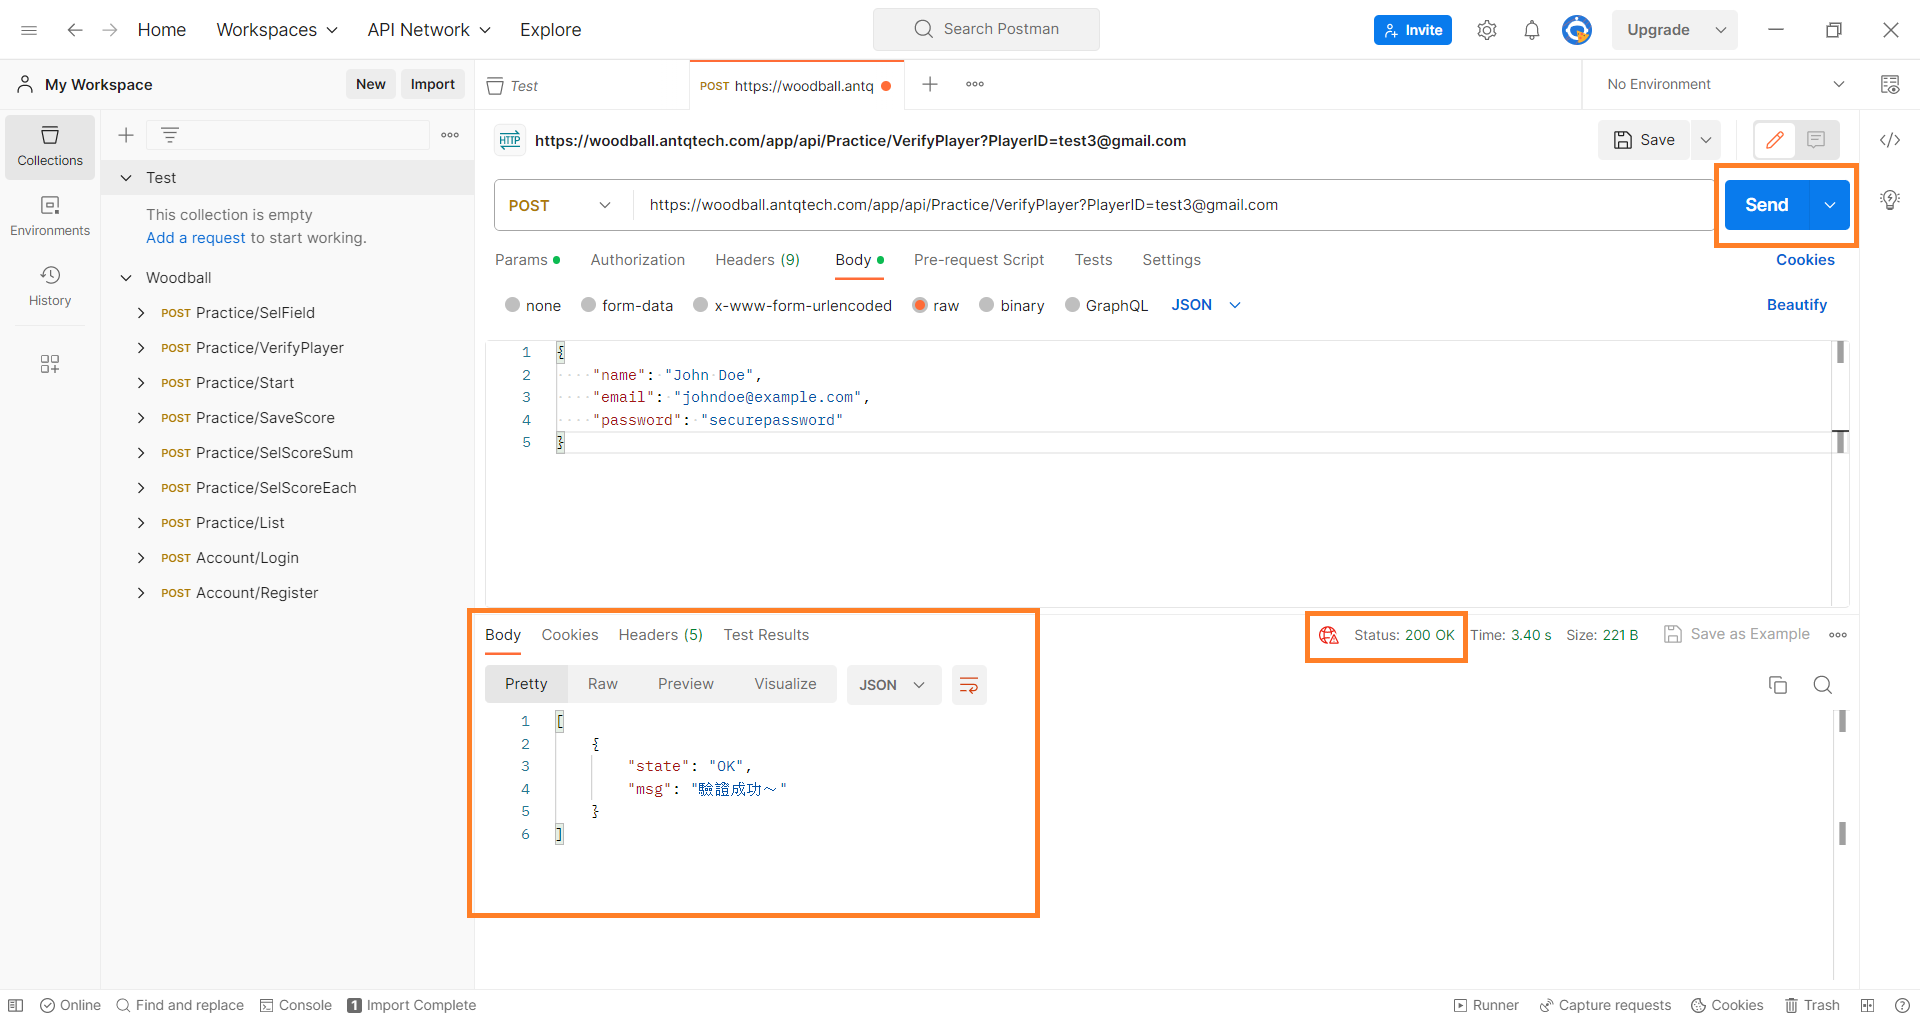 Home Workspaces API Network Explore Search Postman Invite Upgrade
My Workspace New Import Test POST https://woodball.antq No Environment
Collections
Environments
History
Test
This collection is empty
Add a request to start working.
Woodball
POST Practice/SelField
POST Practice/VerifyPlayer
POST Practice/Start
POST Practice/SaveScore
POST Practice/SelScoreSum
POST Practice/SelScoreEach
POST Practice/List
POST Account/Login
POST Account/Register
HTTP https://woodball.antqtech.com/app/api/Practice/VerifyPlayer?PlayerID=test3@gmail.com Save
POST https://woodball.antqtech.com/app/api/Practice/VerifyPlayer?PlayerID=test3@gmail.com Send
Params Authorization Headers (9) Body Pre-request Script Tests Settings Cookies
none form-data x-www-form-urlencoded raw binary GraphQL JSON Beautify
1 {
2 "name": "John Doe",
3 "email": "johndoe@example.com",
4 "password": "securepassword"
5 }
Body Cookies Headers (5) Test Results Status: 200 OK Time: 3.40 s Size: 221 B Save as Example
Pretty Raw Preview Visualize JSON
1 [
2 {
3 "state": "OK",
4 "msg": "驗證成功～"
5 }
6 ]
Online Find and replace Console 1 Import Complete Runner Capture requests Cookies Trash